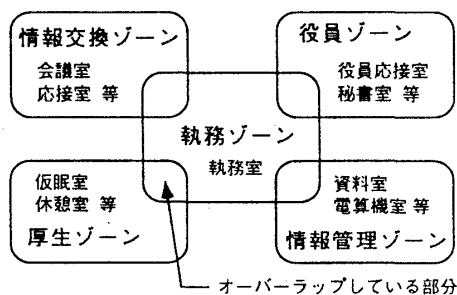 情報交換ゾーン
会議室
応接室 等
役員ゾーン
役員応接室
秘書室 等
執務ゾーン
執務室
仮眠室
休憩室 等
厚生ゾーン
資料室
電算機室 等
情報管理ゾーン
オーバーラップしている部分